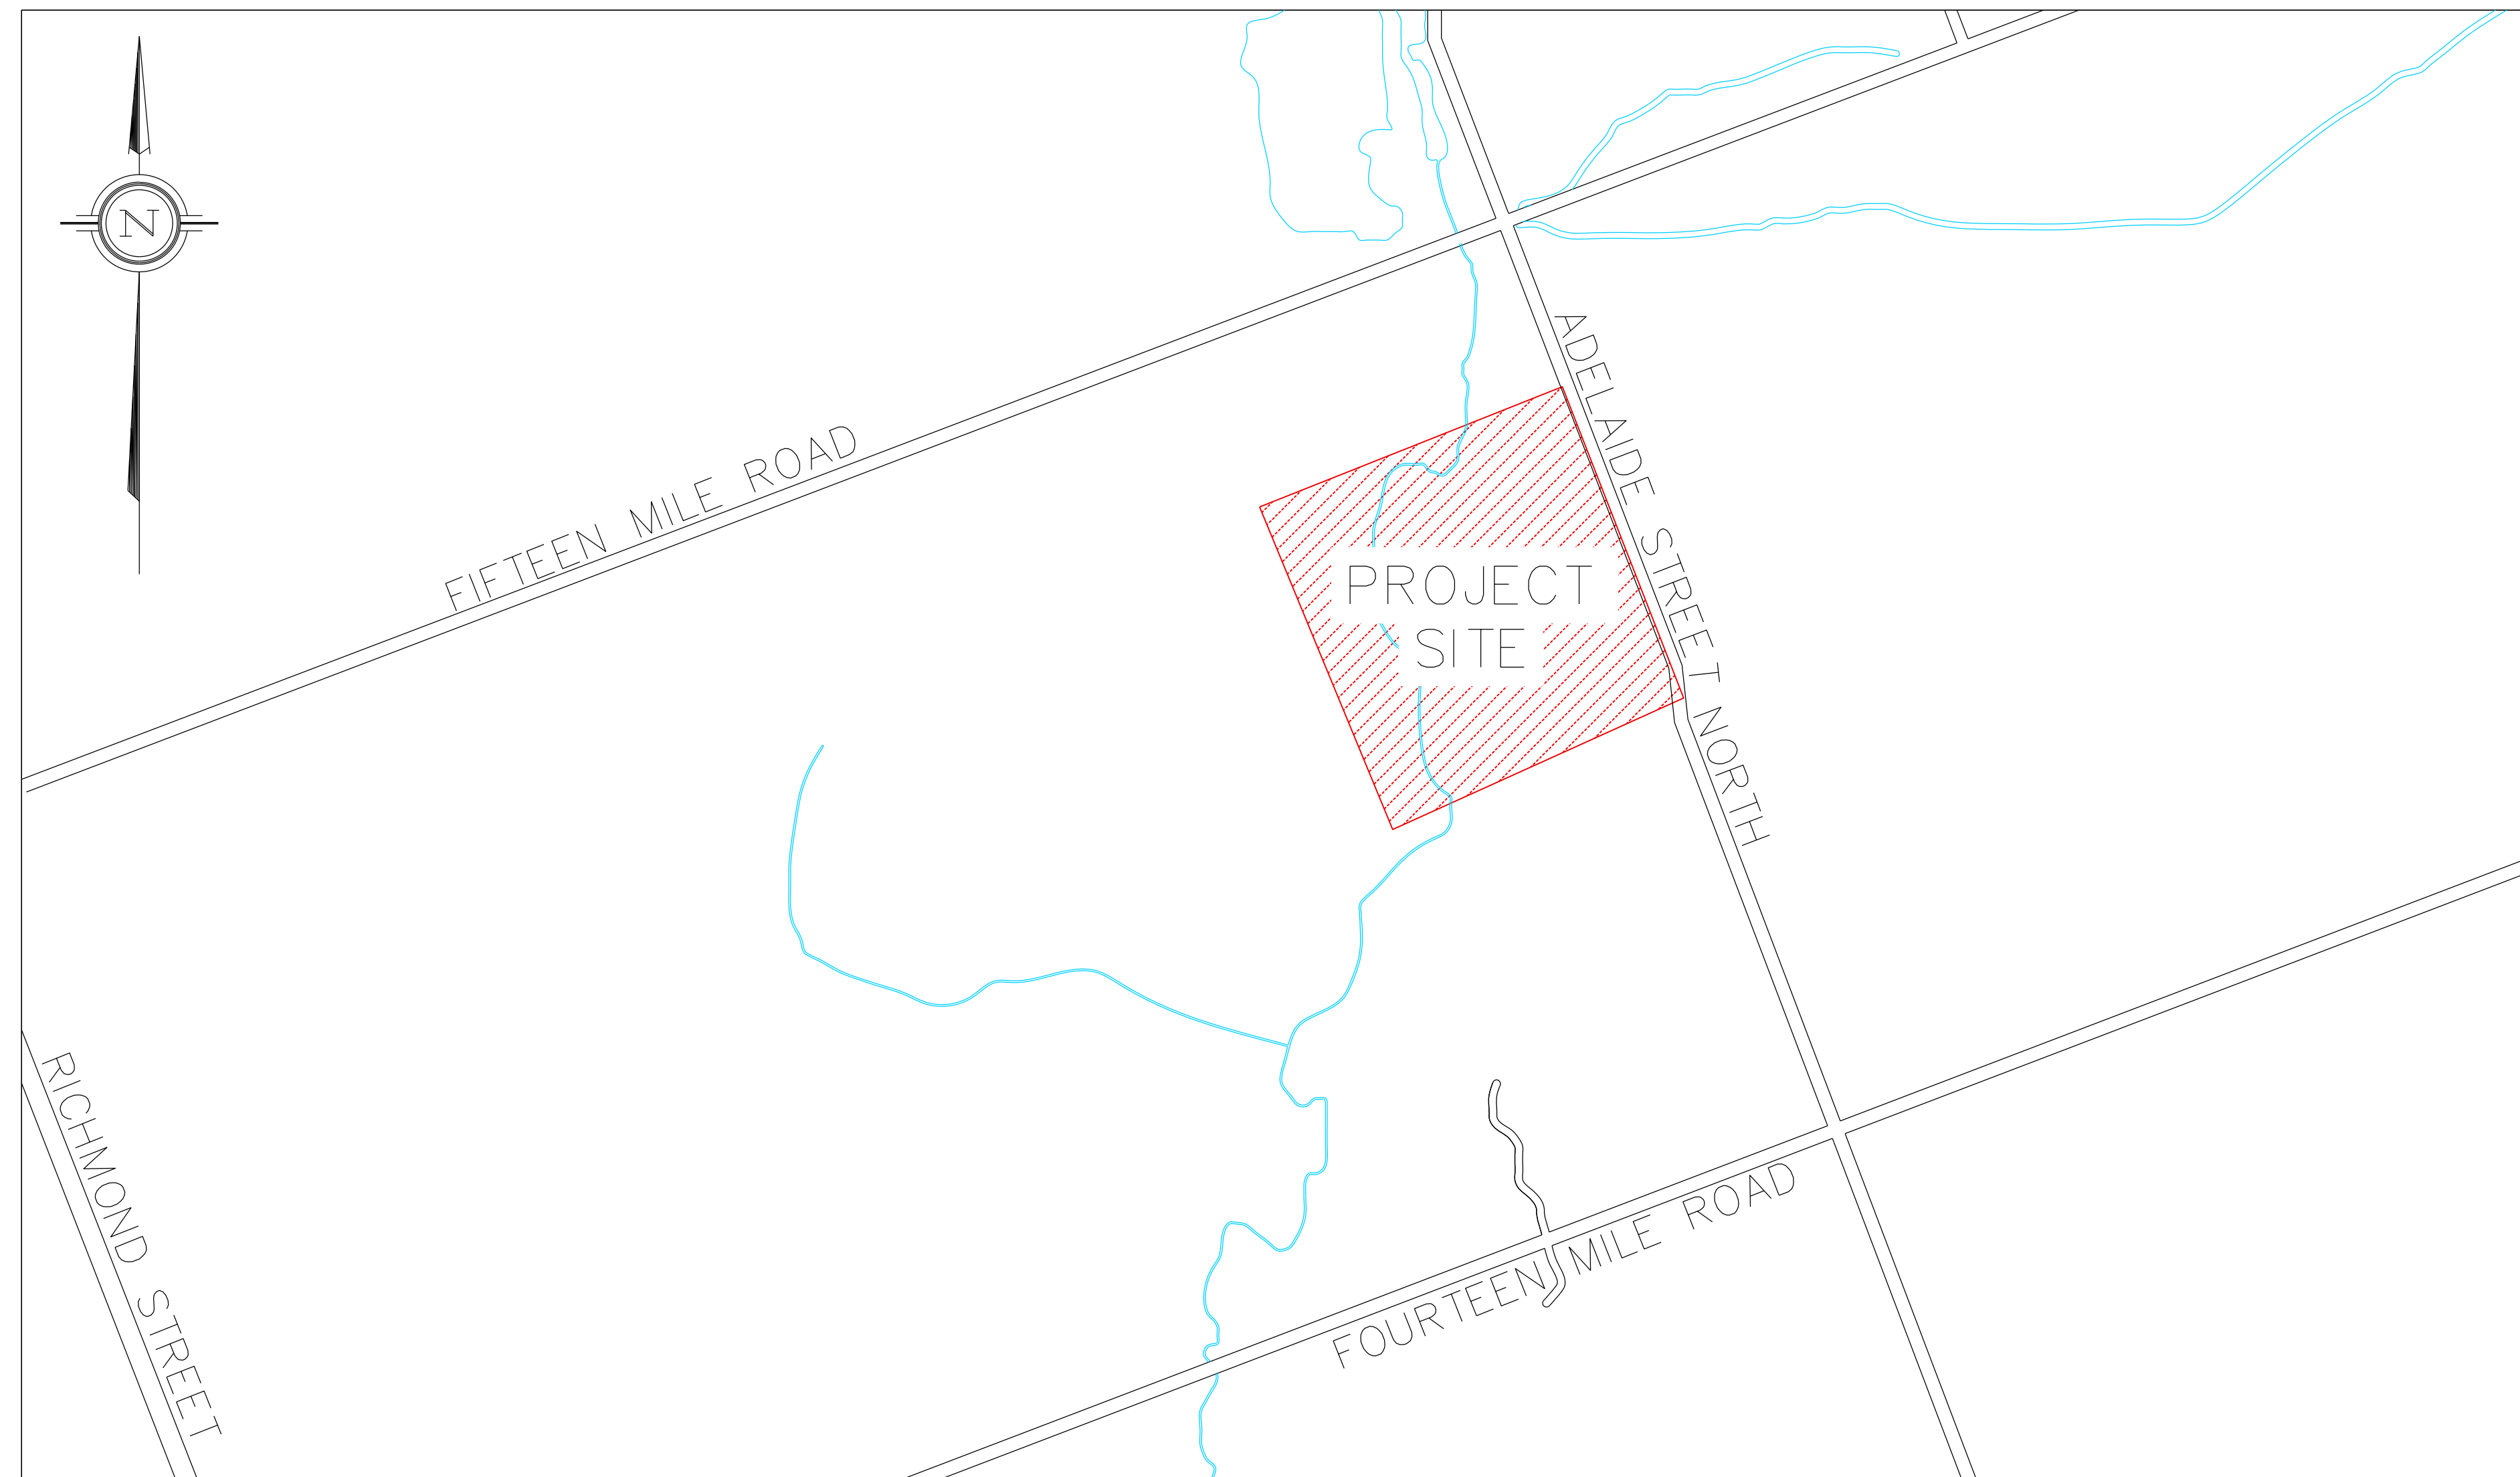 N
ADELAIDE STREET NORTH
FIFTEEN MILE ROAD
PROJECT
SITE
RICHMOND STREET
FOURTEEN MILE ROAD